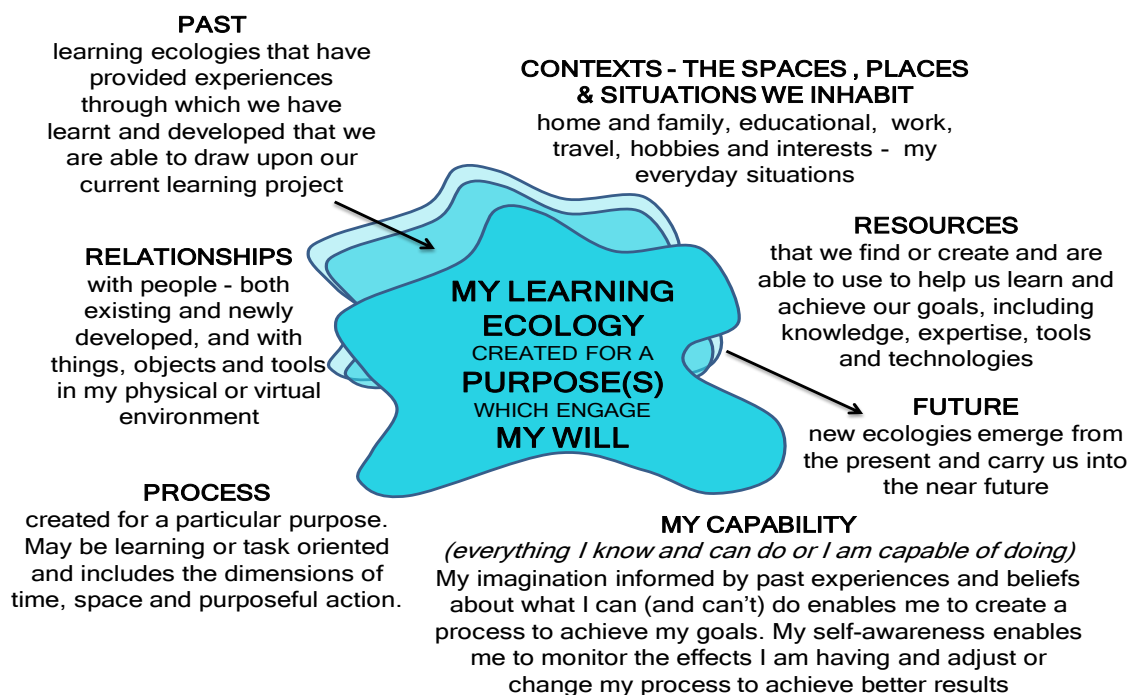 PAST
learning ecologies that have
provided experiences
through which we have
learnt and developed that we
are able to draw upon our
current learning project
CONTEXTS - THE SPACES , PLACES
& SITUATIONS WE INHABIT
home and family, educational, work,
travel, hobbies and interests - my
everyday situations
RELATIONSHIPS
with people - both
existing and newly
developed, and with
things, objects and tools
in my physical or virtual
environment
MY LEARNING
ECOLOGY
CREATED FOR A
PURPOSE(S)
WHICH ENGAGE
MY WILL
RESOURCES
that we find or create and are
able to use to help us learn and
achieve our goals, including
knowledge, expertise, tools
and technologies
FUTURE
new ecologies emerge from
the present and carry us into
the near future
PROCESS
created for a particular purpose.
May be learning or task oriented
and includes the dimensions of
time, space and purposeful action.
MY CAPABILITY
(everything I know and can do or I am capable of doing)
My imagination informed by past experiences and beliefs
about what I can (and can't) do enables me to create a
process to achieve my goals. My self-awareness enables
me to monitor the effects I am having and adjust or
change my process to achieve better results